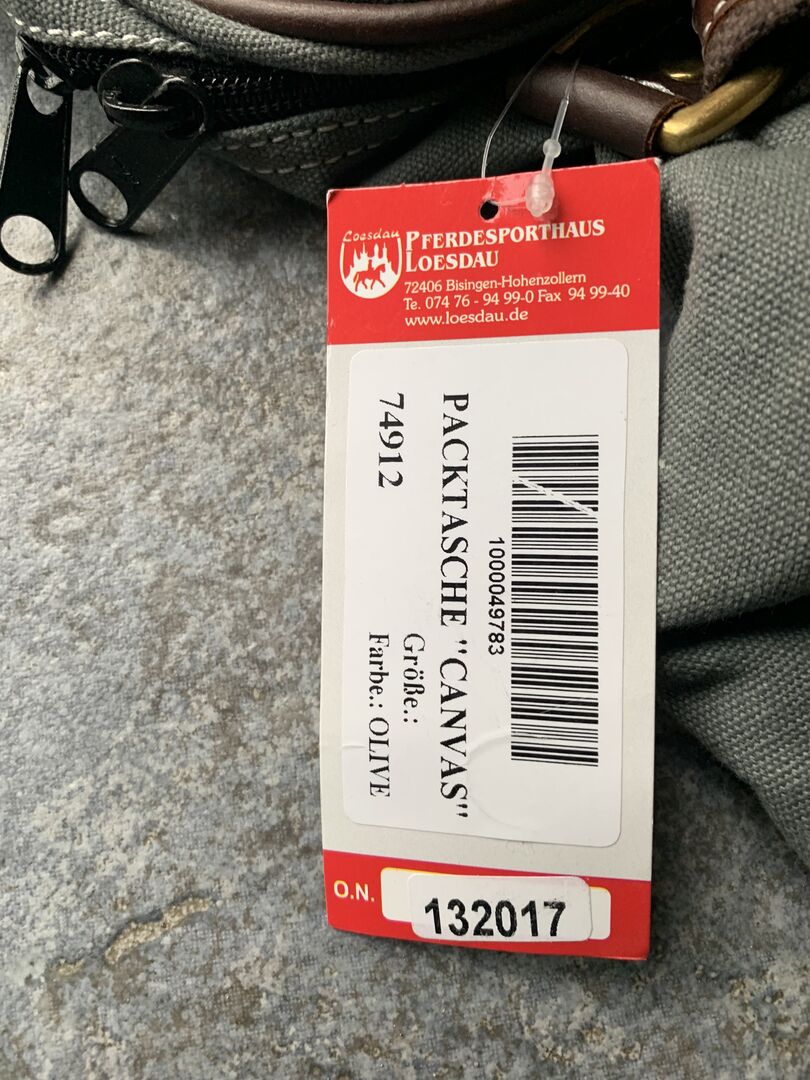 Loesdau
PFERDESPORTHAUS
LOESDAU
72406 Bisingen-Hohenzollern
Te. 074 76 - 94 99-0 Fax 94 99-40
www.loesdau.de
1000049783
PACKTASCHE "CANVAS"
74912
Größe.:
Farbe.: OLIVE
O.N.
132017